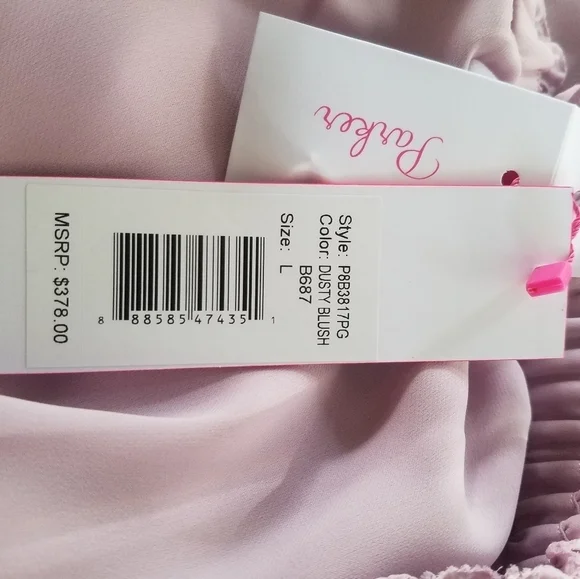 Parker
Style: P8B3817PG
Color: DUSTY BLUSH
B687
Size: L
8 88585 47435 1
MSRP: $378.00